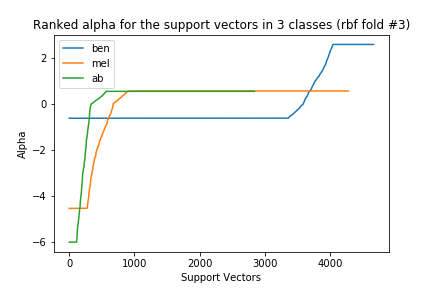 Ranked alpha for the support vectors in 3 classes (rbf fold #3)
ben
mel
ab
2
0
−2
−4
−6
Alpha
0 1000 2000 3000 4000
Support Vectors